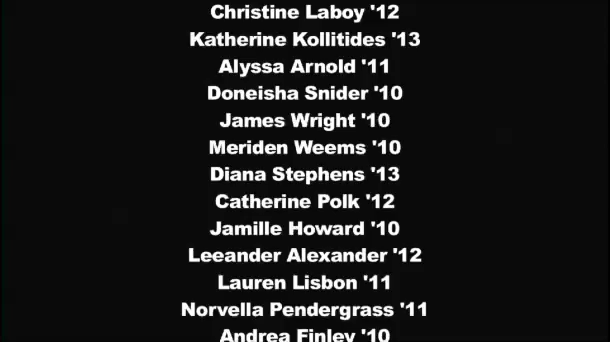 Christine Laboy '12
Katherine Kollitides '13
Alyssa Arnold '11
Doneisha Snider '10
James Wright '10
Meriden Weems '10
Diana Stephens '13
Catherine Polk '12
Jamille Howard '10
Leeander Alexander '12
Lauren Lisbon '11
Norvella Pendergrass '11
Andrea Finley '10